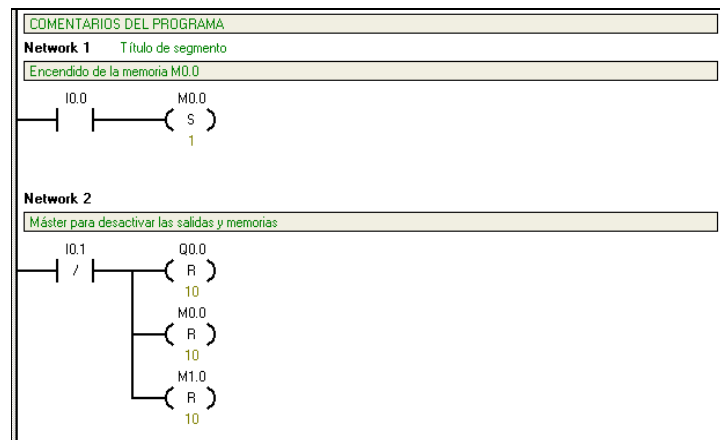 COMENTARIOS DEL PROGRAMA
Network 1 Título de segmento
Encendido de la memoria M0.0
I0.0 M0.0
S
1
Network 2
Máster para desactivar las salidas y memorias
I0.1 Q0.0
/ R
10
M0.0
R
10
M1.0
R
10